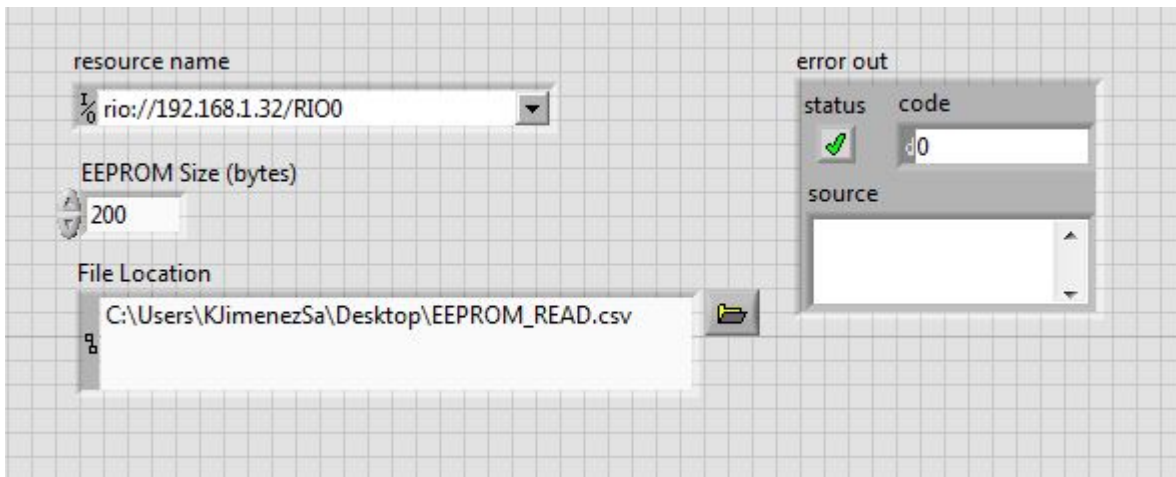 resource name
rio://192.168.1.32/RIO0
EEPROM Size (bytes)
200
File Location
C:\Users\KJimenezSa\Desktop\EEPROM_READ.csv
error out
status code
d 0
source